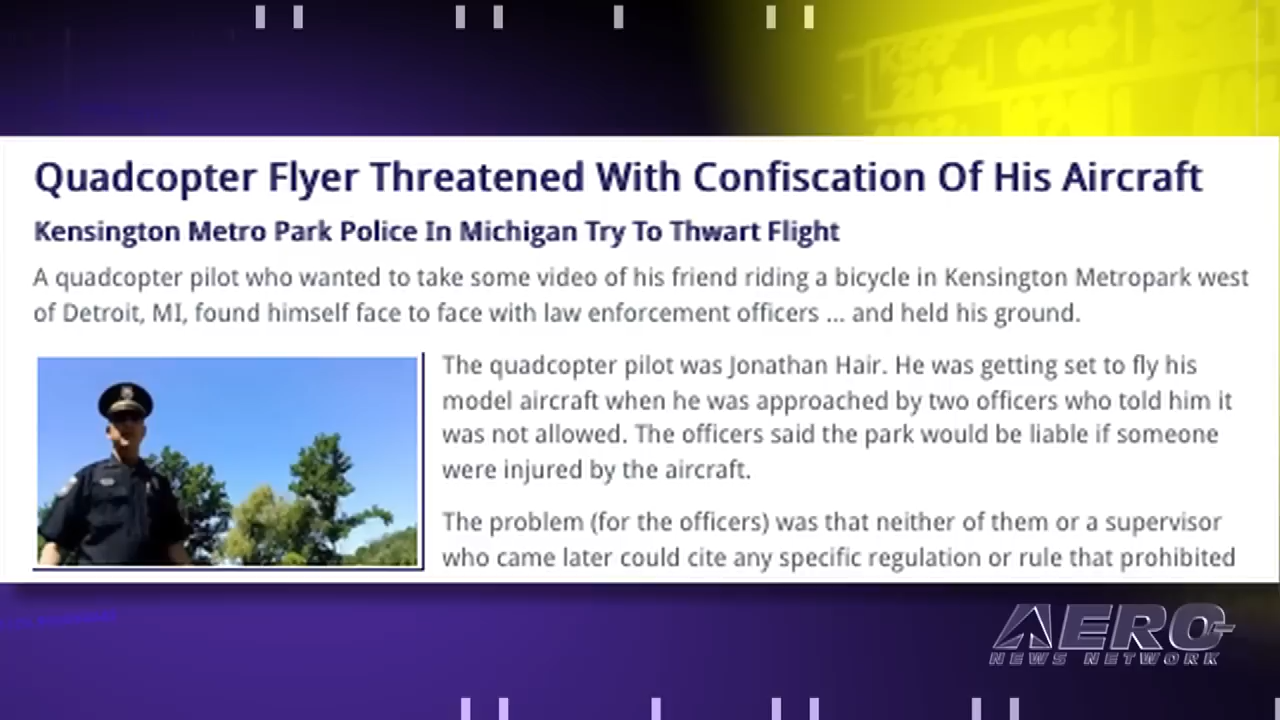 Quadcopter Flyer Threatened With Confiscation Of His Aircraft
Kensington Metro Park Police In Michigan Try To Thwart Flight
A quadcopter pilot who wanted to take some video of his friend riding a bicycle in Kensington Metropark west
of Detroit, MI, found himself face to face with law enforcement officers ... and held his ground.
The quadcopter pilot was Jonathan Hair. He was getting set to fly his
model aircraft when he was approached by two officers who told him it
was not allowed. The officers said the park would be liable if someone
were injured by the aircraft.
The problem (for the officers) was that neither of them or a supervisor
who came later could cite any specific regulation or rule that prohibited
AERO
NEWS NETWORK